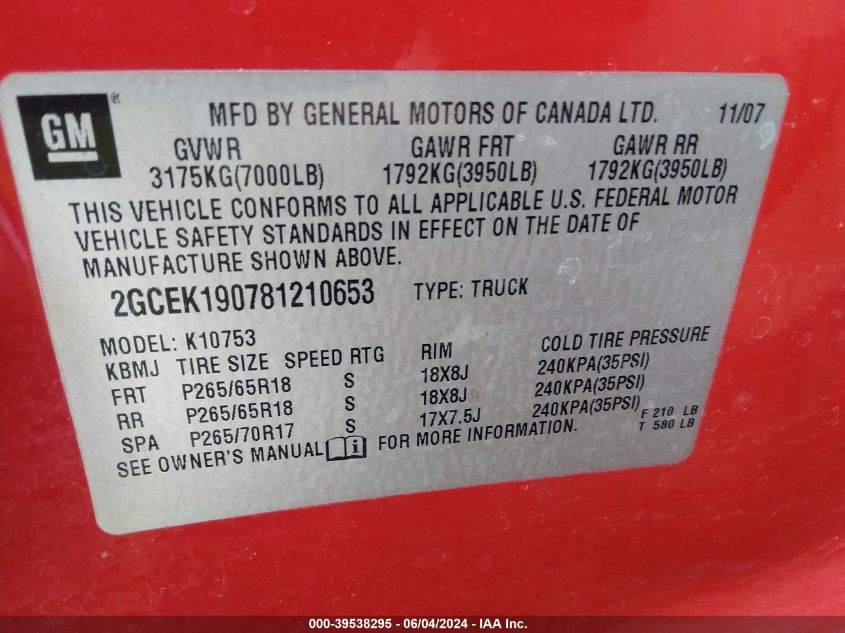 GM ® MFD BY GENERAL MOTORS OF CANADA LTD. 11/07
GVWR GAWR FRT GAWR RR
3175KG(7000LB) 1792KG(3950LB) 1792KG(3950LB)
THIS VEHICLE CONFORMS TO ALL APPLICABLE U.S. FEDERAL MOTOR
VEHICLE SAFETY STANDARDS IN EFFECT ON THE DATE OF
MANUFACTURE SHOWN ABOVE.
2GCEK190781210653 TYPE: TRUCK
MODEL: K10753
KBMJ TIRE SIZE SPEED RTG RIM COLD TIRE PRESSURE
FRT P265/65R18 S 18X8J 240KPA(35PSI)
RR P265/65R18 S 18X8J 240KPA(35PSI)
SPA P265/70R17 S 17X7.5J 240KPA(35PSI) F 210 LB
T 580 LB
SEE OWNER'S MANUAL i FOR MORE INFORMATION.
000-39538295 - 06/04/2024 - IAA Inc.